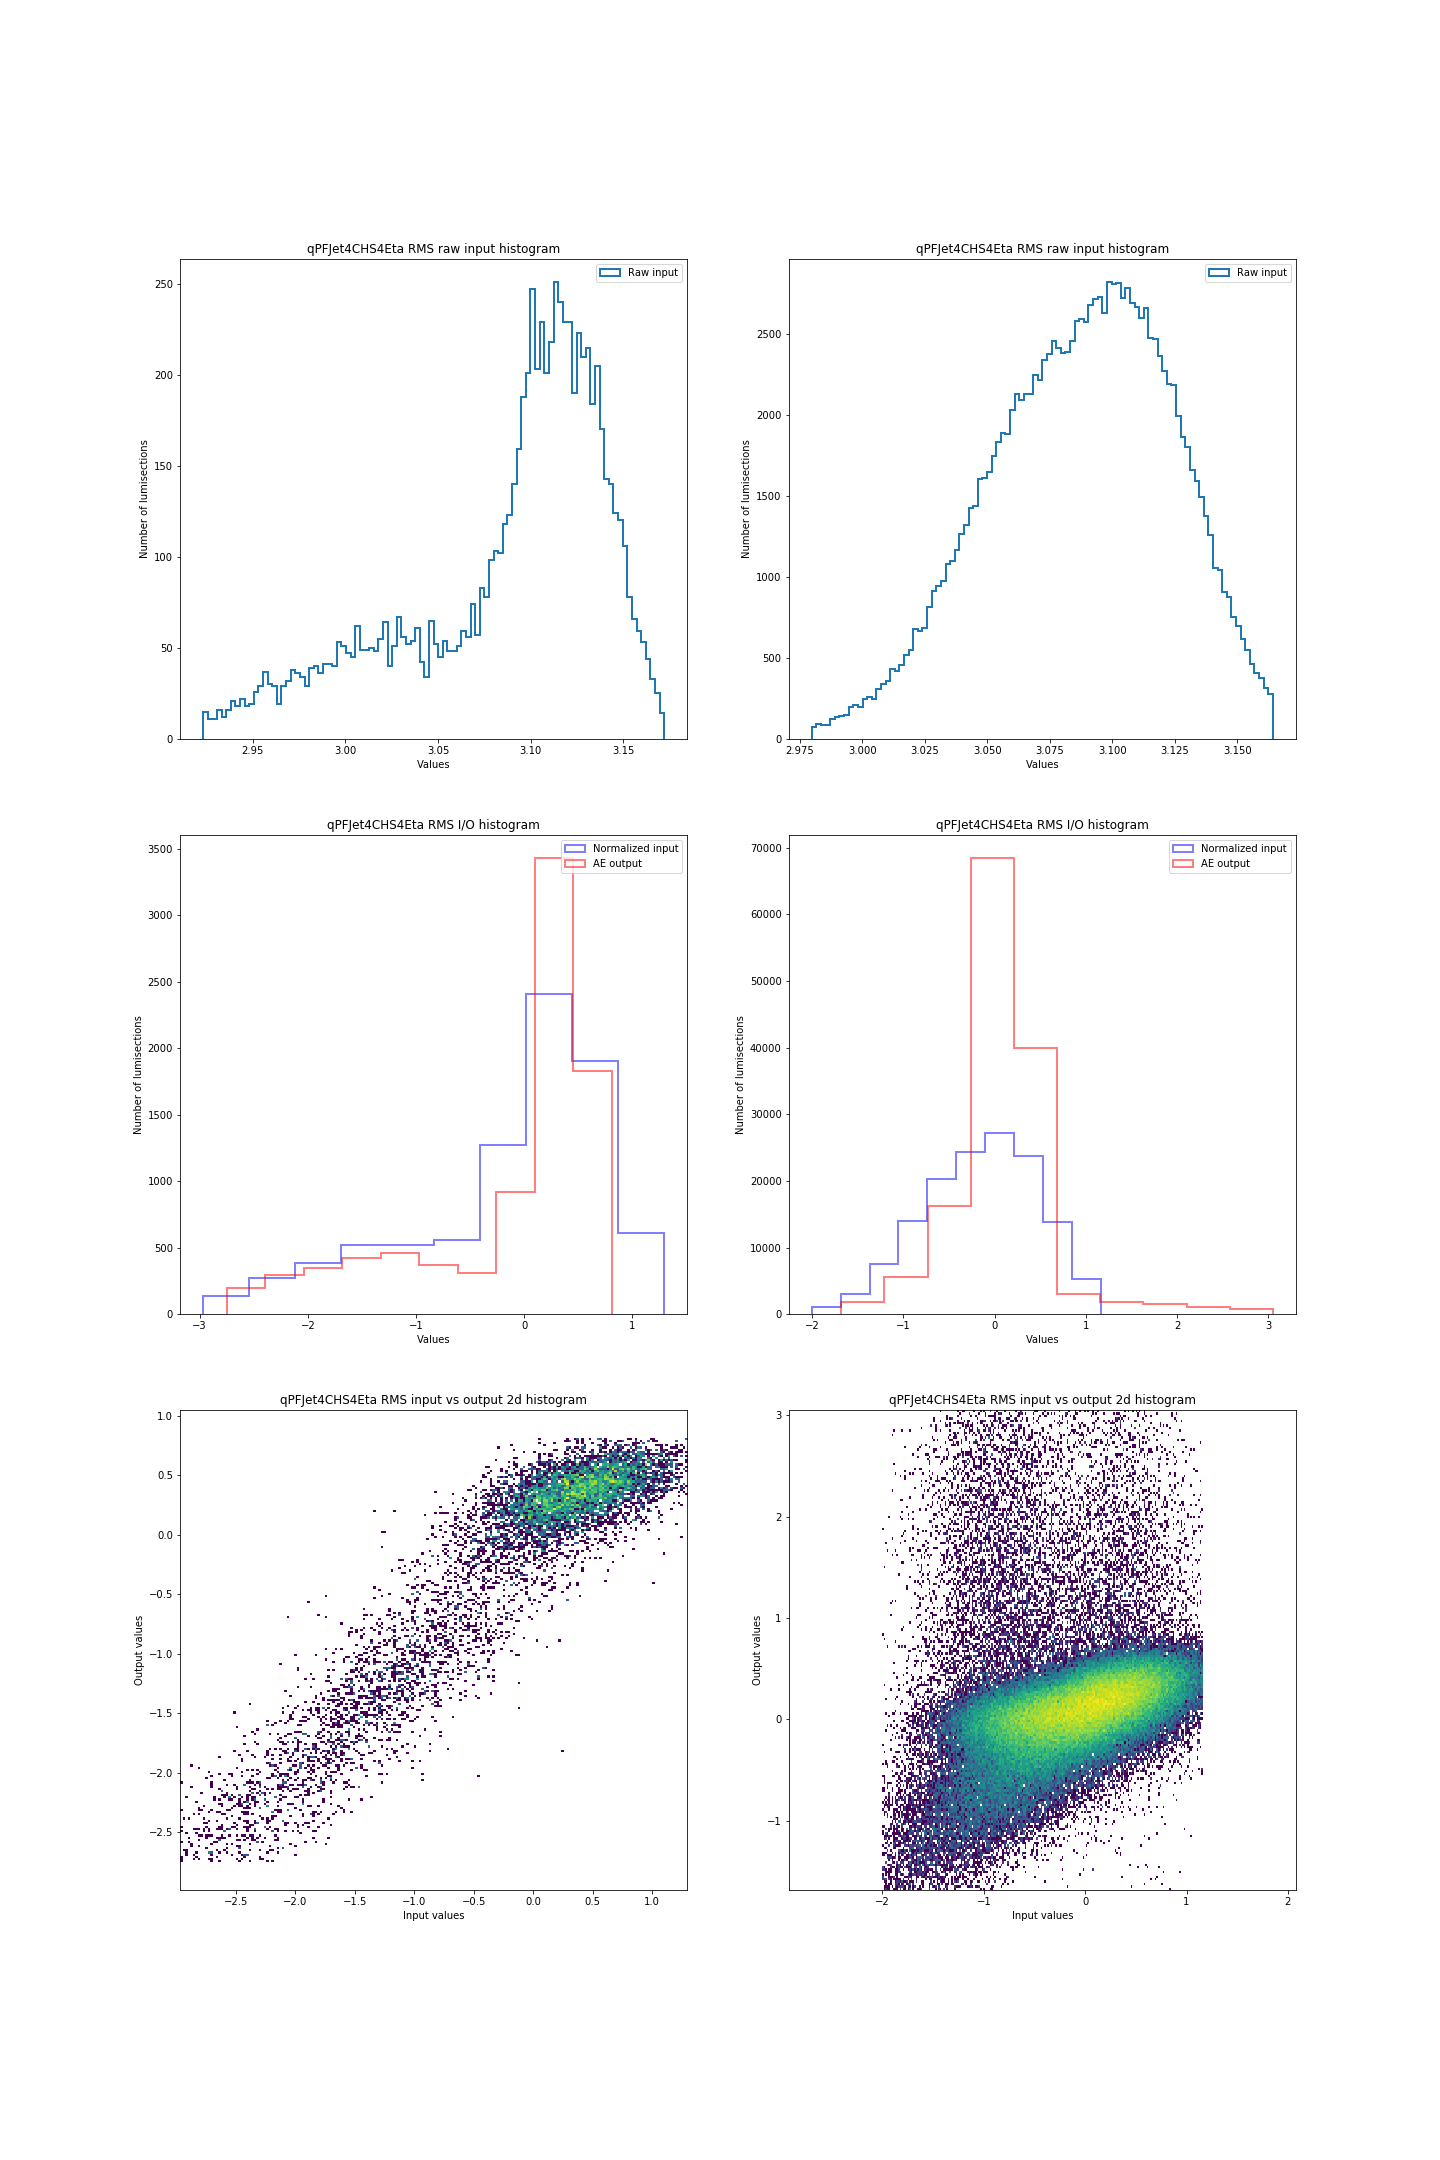 qPFJet4CHS4Eta RMS raw input histogram
Raw input
250
200
150
100
50
0
Number of lumisections
2.95 3.00 3.05 3.10 3.15
Values
qPFJet4CHS4Eta RMS raw input histogram
Raw input
2500
2000
1500
1000
500
0
Number of lumisections
2.975 3.000 3.025 3.050 3.075 3.100 3.125 3.150
Values
qPFJet4CHS4Eta RMS I/O histogram
Normalized input
AE output
3500
3000
2500
2000
1500
1000
500
0
Number of lumisections
−3 −2 −1 0 1
Values
qPFJet4CHS4Eta RMS I/O histogram
Normalized input
AE output
70000
60000
50000
40000
30000
20000
10000
0
Number of lumisections
−2 −1 0 1 2 3
Values
qPFJet4CHS4Eta RMS input vs output 2d histogram
1.0
0.5
0.0
−0.5
−1.0
−1.5
−2.0
−2.5
Output values
−2.5 −2.0 −1.5 −1.0 −0.5 0.0 0.5 1.0
Input values
qPFJet4CHS4Eta RMS input vs output 2d histogram
3
2
1
0
−1
Output values
−2 −1 0 1 2
Input values